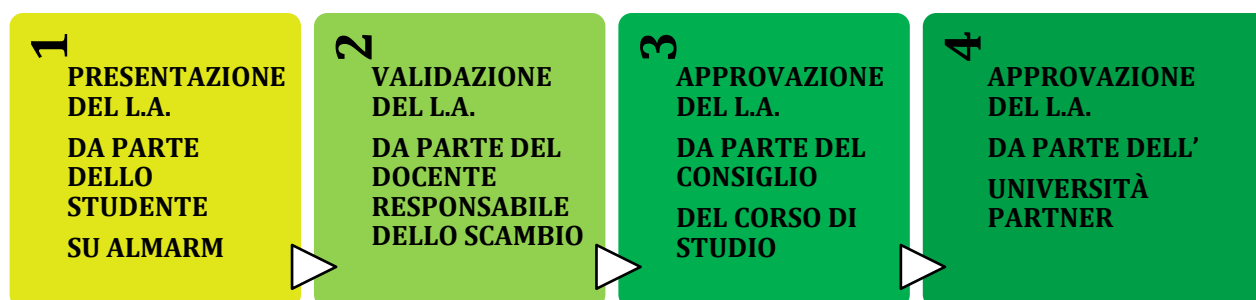 1
PRESENTAZIONE
DEL L.A.
DA PARTE
DELLO
STUDENTE
SU ALMARM
2
VALIDAZIONE
DEL L.A.
DA PARTE DEL
DOCENTE
RESPONSABILE
DELLO SCAMBIO
3
APPROVAZIONE
DEL L.A.
DA PARTE DEL
CONSIGLIO
DEL CORSO DI
STUDIO
4
APPROVAZIONE
DEL L.A.
DA PARTE DELL’
UNIVERSITÀ
PARTNER